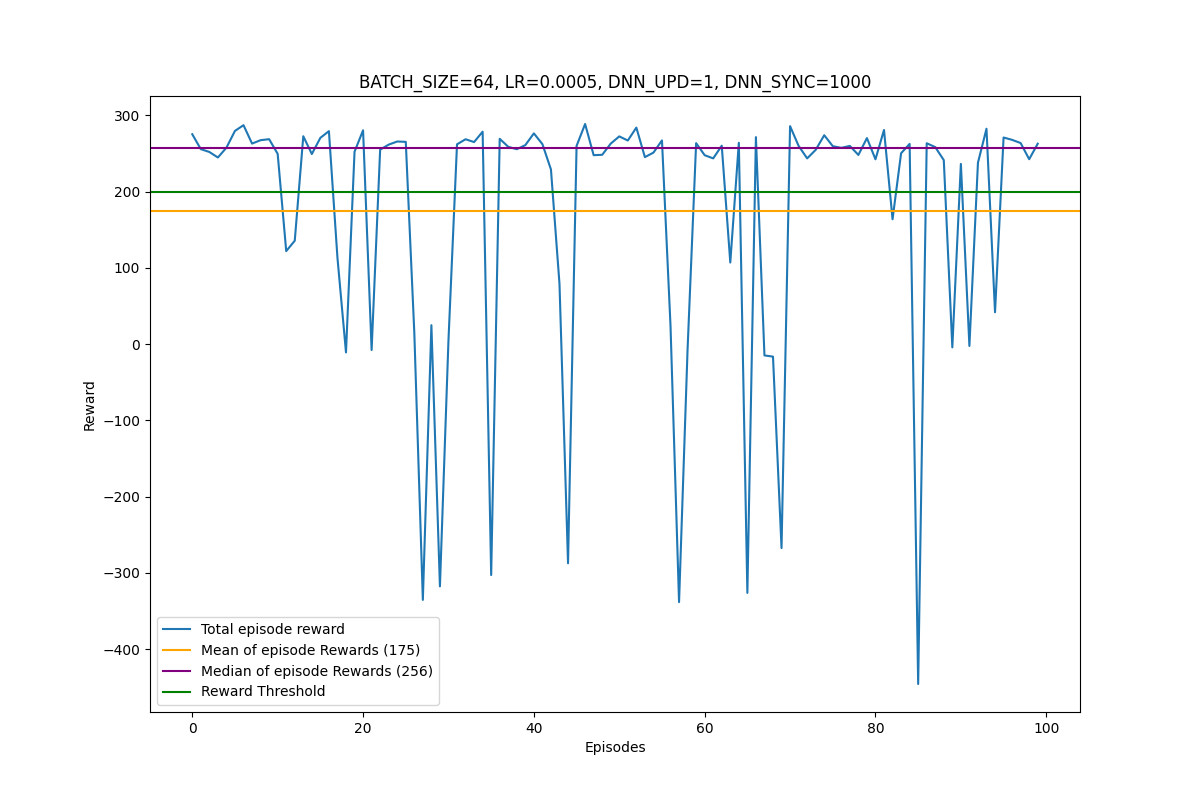 BATCH_SIZE=64, LR=0.0005, DNN_UPD=1, DNN_SYNC=1000
300
200
100
0
−100
−200
−300
−400
Reward
Total episode reward
Mean of episode Rewards (175)
Median of episode Rewards (256)
Reward Threshold
0 20 40 60 80 100
Episodes